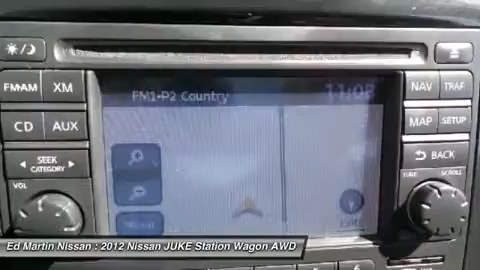 FM·AM XM
NAV TRAF
FM1-P2 Country 11:08
CD AUX
MAP SETUP
SEEK
CATEGORY
BACK
VOL
TUNE SCROLL
Ed Martin Nissan : 2012 Nissan JUKE Station Wagon AWD
6